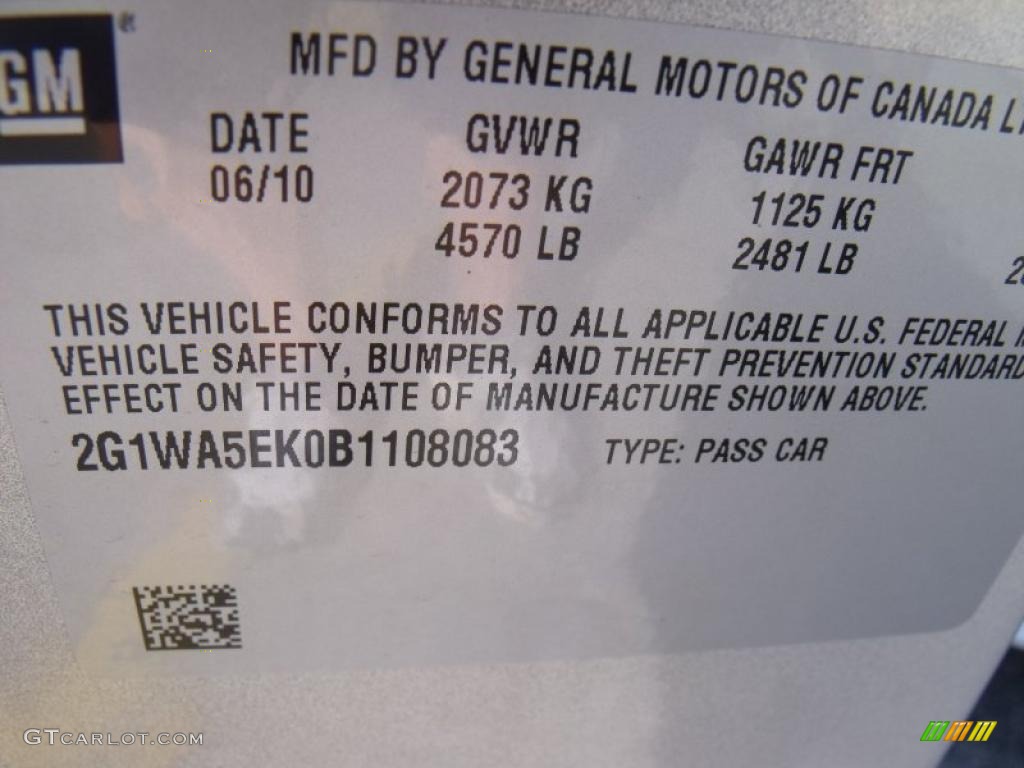 GM
MFD BY GENERAL MOTORS OF CANADA
DATE GVWR GAWR FRT
06/10 2073 KG 1125 KG
4570 LB 2481 LB
THIS VEHICLE CONFORMS TO ALL APPLICABLE U.S. FEDERAL
VEHICLE SAFETY, BUMPER, AND THEFT PREVENTION STANDARD
EFFECT ON THE DATE OF MANUFACTURE SHOWN ABOVE.
2G1WA5EK0B1108083 TYPE: PASS CAR
GTCARLOT.COM